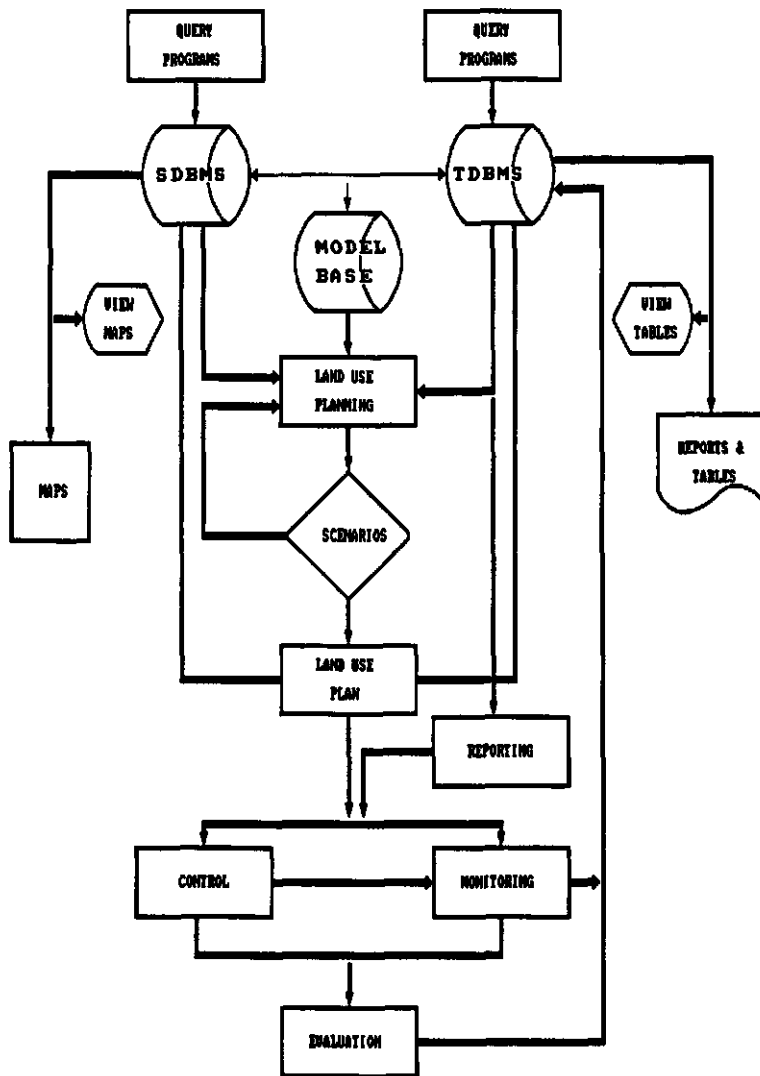 QUERY
PROGRAMS
QUERY
PROGRAMS
SDBMS
TDBMS
MODEL
BASE
VIEW
MAPS
VIEW
TABLES
LAND USE
PLANNING
MAPS
REPORTS &
TABLES
SCENARIOS
LAND USE
PLAN
REPORTING
CONTROL
MONITORING
EVALUATION